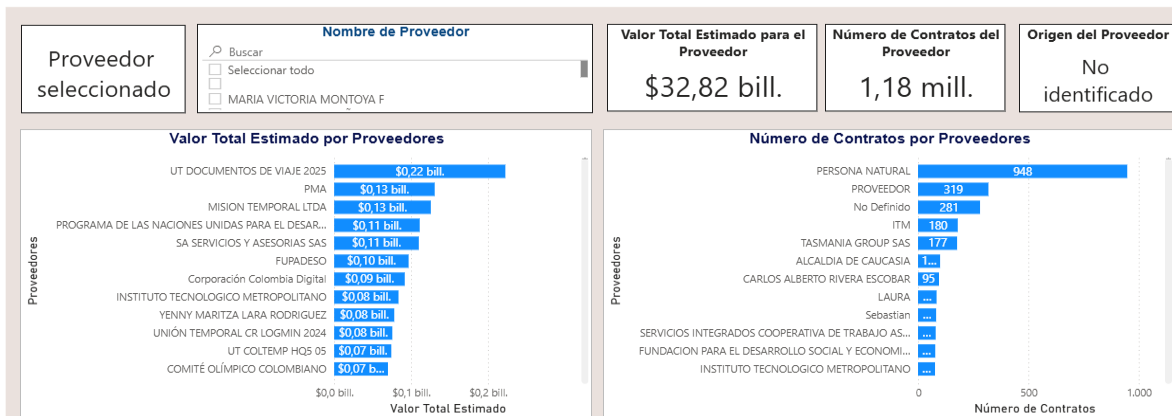 Proveedor
seleccionado
Nombre de Proveedor
Buscar
Seleccionar todo
MARIA VICTORIA MONTOYA F
Valor Total Estimado para el
Proveedor
$32,82 bill.
Número de Contratos del
Proveedor
1,18 mill.
Origen del Proveedor
No
identificado
Valor Total Estimado por Proveedores
Proveedores
UT DOCUMENTOS DE VIAJE 2025 $0,22 bill.
PMA $0,13 bill.
MISION TEMPORAL LTDA $0,13 bill.
PROGRAMA DE LAS NACIONES UNIDAS PARA EL DESAR... $0,11 bill.
SA SERVICIOS Y ASESORIAS SAS $0,11 bill.
FUPADESO $0,10 bill.
Corporación Colombia Digital $0,09 bill.
INSTITUTO TECNOLOGICO METROPOLITANO $0,08 bill.
YENNY MARITZA LARA RODRIGUEZ $0,08 bill.
UNIÓN TEMPORAL CR LOGMIN 2024 $0,08 bill.
UT COLTEMP HQ5 05 $0,07 bill.
COMITÉ OLÍMPICO COLOMBIANO $0,07 b...
$0,0 bill. $0,1 bill. $0,2 bill.
Valor Total Estimado
Número de Contratos por Proveedores
Proveedores
PERSONA NATURAL 948
PROVEEDOR 319
No Definido 281
ITM 180
TASMANIA GROUP SAS 177
ALCALDIA DE CAUCASIA 1...
CARLOS ALBERTO RIVERA ESCOBAR 95
LAURA ...
Sebastian ...
SERVICIOS INTEGRADOS COOPERATIVA DE TRABAJO AS... ...
FUNDACION PARA EL DESARROLLO SOCIAL Y ECONOMI... ...
INSTITUTO TECNOLOGICO METROPOLITANO ...
0 500 1.000
Número de Contratos